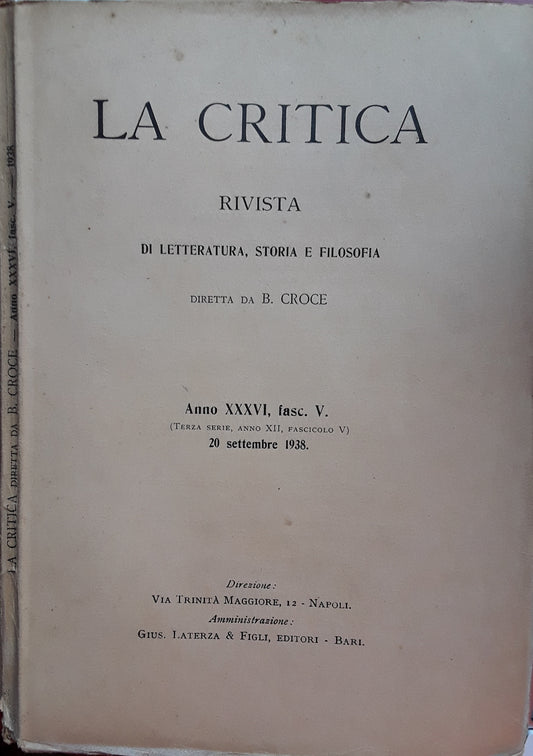 LA CRITICA
RIVISTA
DI LETTERATURA, STORIA E FILOSOFIA
DIRETTA DA B. CROCE
Anno XXXVI, fasc. V.
(TERZA SERIE, ANNO XII, FASCICOLO V)
20 settembre 1938.
Direzione:
VIA TRINITÀ MAGGIORE, 12 - NAPOLI.
Amministrazione:
GIUS. LATERZA & FIGLI, EDITORI - BARI.
LA CRITICA DIRETTA DA B. CROCE — Anno XXXVI, fasc. V — 1938